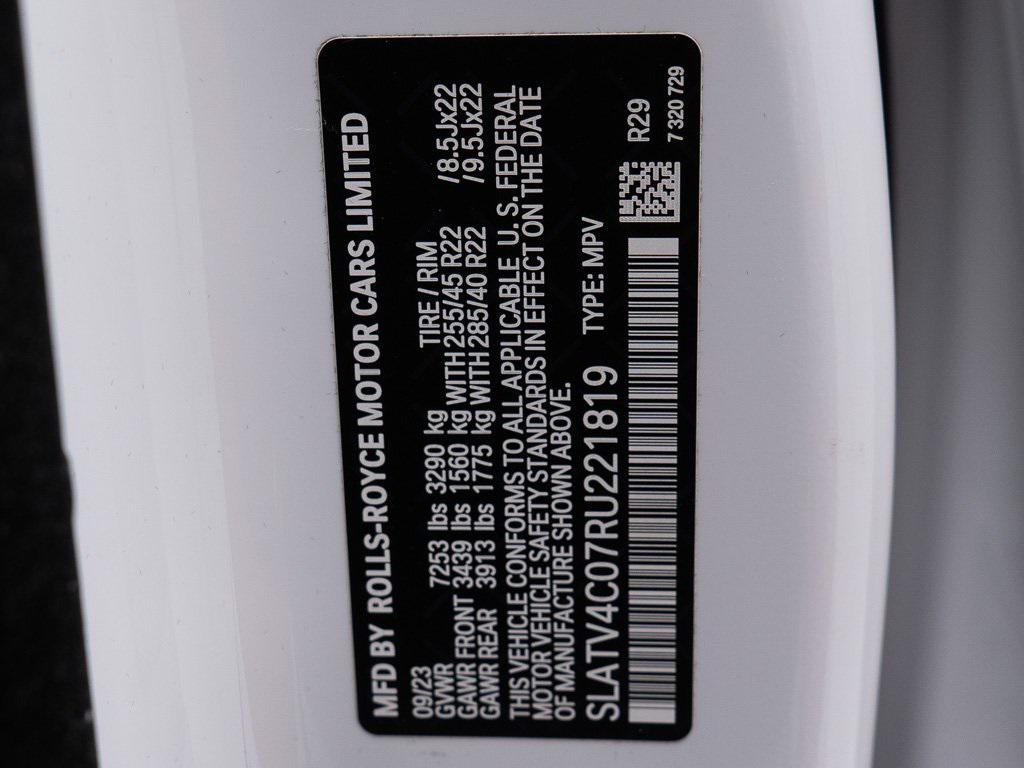 MFD BY ROLLS-ROYCE MOTOR CARS LIMITED
09/23 TIRE / RIM
GVWR 7253 lbs 3290 kg WITH 255/45 R22 /8.5Jx22
GAWR FRONT 3439 lbs 1560 kg WITH 285/40 R22 /9.5Jx22
GAWR REAR 3913 lbs 1775 kg
THIS VEHICLE CONFORMS TO ALL APPLICABLE U. S. FEDERAL
MOTOR VEHICLE SAFETY STANDARDS IN EFFECT ON THE DATE
OF MANUFACTURE SHOWN ABOVE.
SLATV4C07RU221819 TYPE: MPV
R29
7 320 729